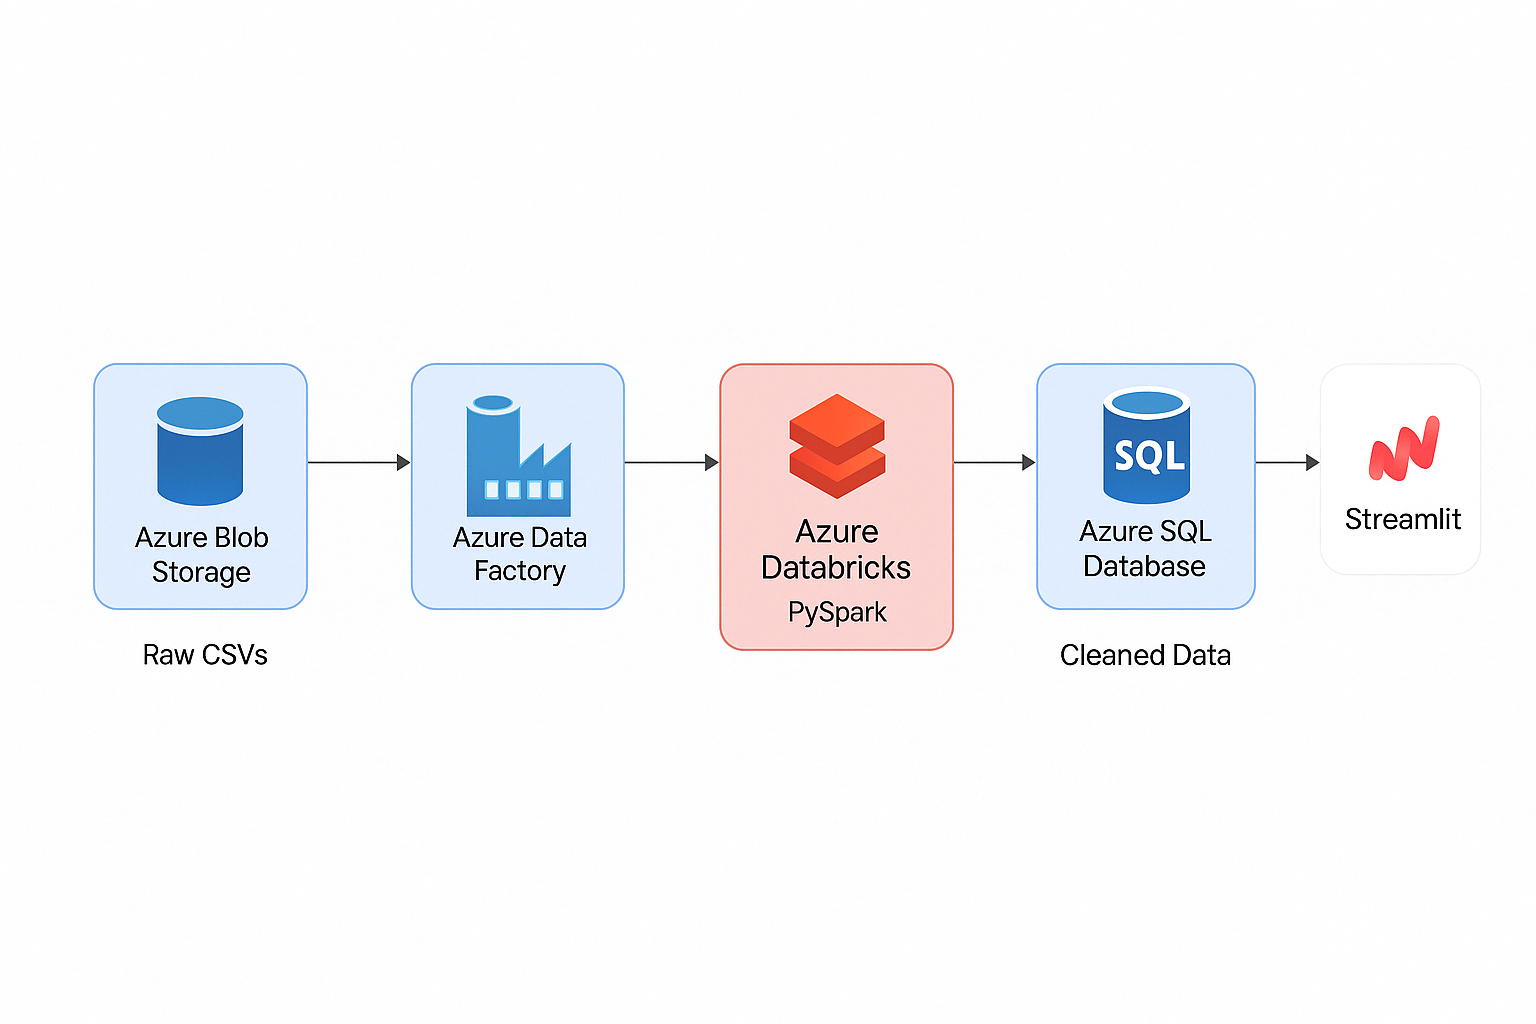 Azure Blob
Storage
Raw CSVs
Azure Data
Factory
Azure
Databricks
PySpark
SQL
Azure SQL
Database
Cleaned Data
Streamlit